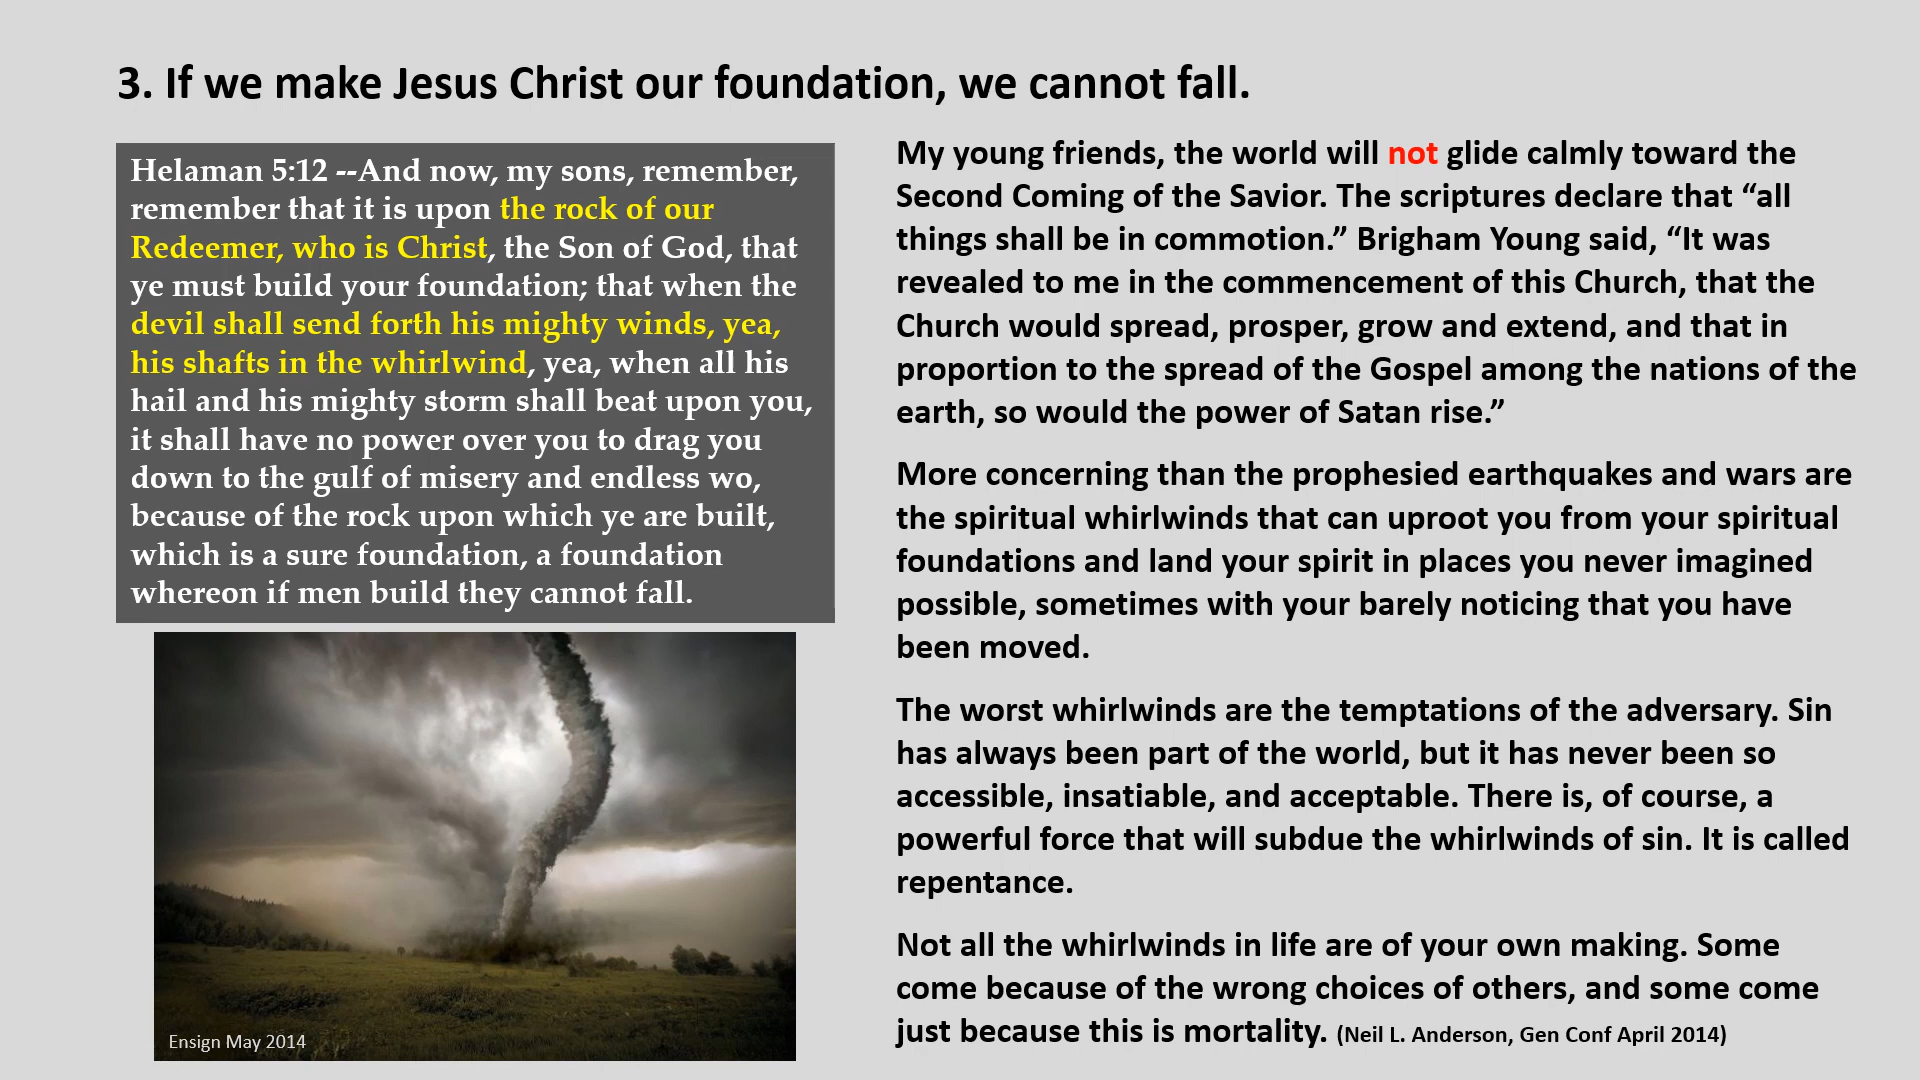 3. If we make Jesus Christ our foundation, we cannot fall.
Helaman 5:12 --And now, my sons, remember,
remember that it is upon the rock of our
Redeemer, who is Christ, the Son of God, that
ye must build your foundation; that when the
devil shall send forth his mighty winds, yea,
his shafts in the whirlwind, yea, when all his
hail and his mighty storm shall beat upon you,
it shall have no power over you to drag you
down to the gulf of misery and endless wo,
because of the rock upon which ye are built,
which is a sure foundation, a foundation
whereon if men build they cannot fall.
Ensign May 2014
My young friends, the world will not glide calmly toward the
Second Coming of the Savior. The scriptures declare that “all
things shall be in commotion.” Brigham Young said, “It was
revealed to me in the commencement of this Church, that the
Church would spread, prosper, grow and extend, and that in
proportion to the spread of the Gospel among the nations of the
earth, so would the power of Satan rise.”
More concerning than the prophesied earthquakes and wars are
the spiritual whirlwinds that can uproot you from your spiritual
foundations and land your spirit in places you never imagined
possible, sometimes with your barely noticing that you have
been moved.
The worst whirlwinds are the temptations of the adversary. Sin
has always been part of the world, but it has never been so
accessible, insatiable, and acceptable. There is, of course, a
powerful force that will subdue the whirlwinds of sin. It is called
repentance.
Not all the whirlwinds in life are of your own making. Some
come because of the wrong choices of others, and some come
just because this is mortality. (Neil L. Anderson, Gen Conf April 2014)